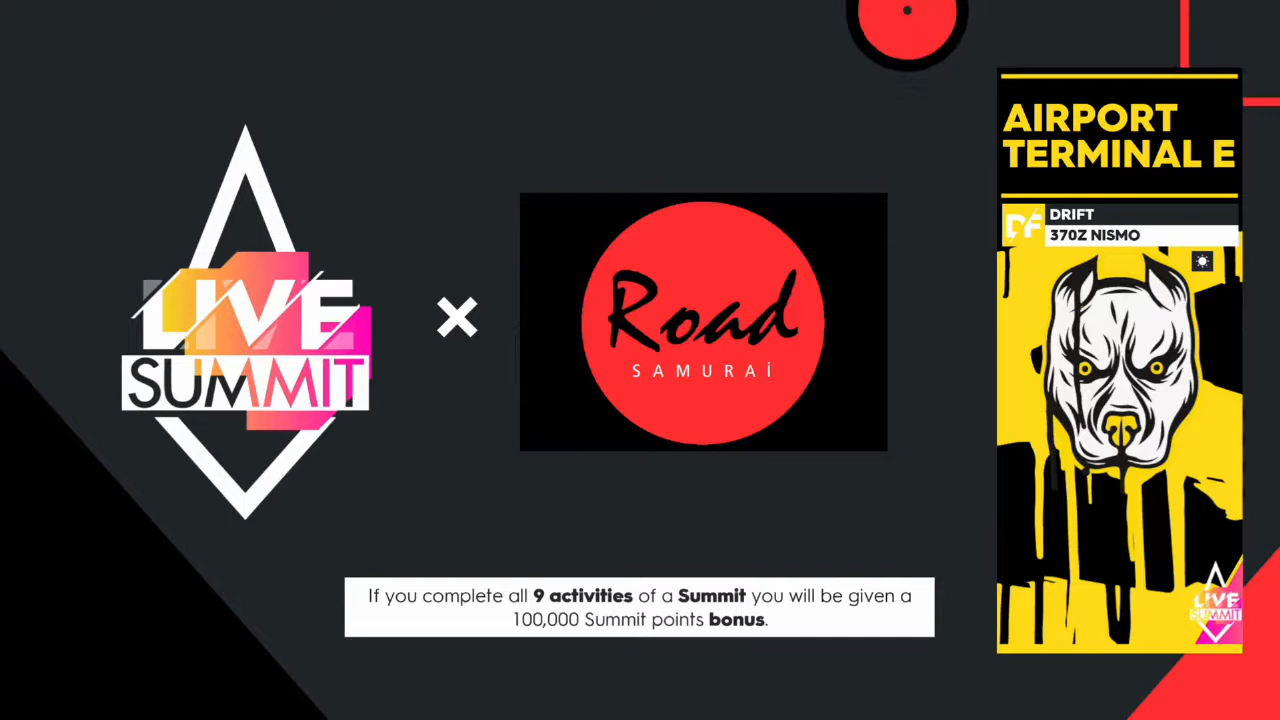 AIRPORT
TERMINAL E
DF
DRIFT
370Z NISMO
LIVE
SUMMIT
×
Road
SAMURAİ
If you complete all 9 activities of a Summit you will be given a
100,000 Summit points bonus.
LIVE
SUMMIT